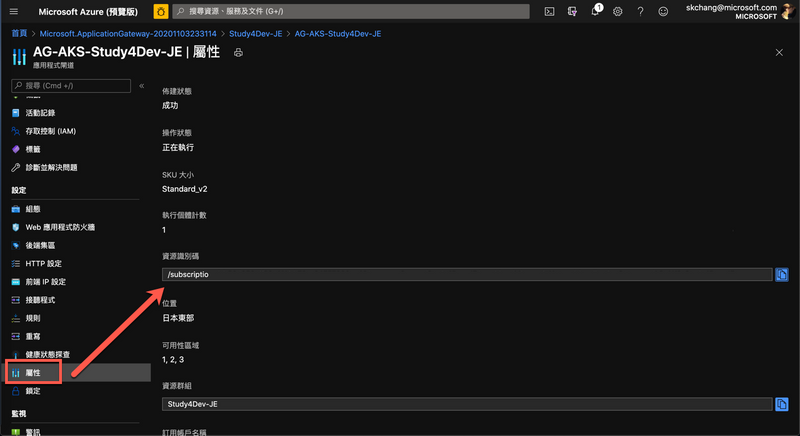 Microsoft Azure (預覽版)
搜尋資源、服務及文件 (G+/)
1
skchang@microsoft.com
MICROSOFT
首頁 > Microsoft.ApplicationGateway-20201103233114 > Study4Dev-JE > AG-AKS-Study4Dev-JE
AG-AKS-Study4Dev-JE | 屬性
應用程式閘道
搜尋 (Cmd +/)
«
活動記錄
存取控制 (IAM)
標籤
診斷並解決問題
設定
組態
Web 應用程式防火牆
後端集區
HTTP 設定
前端 IP 設定
接聽程式
規則
重寫
健康狀態探查
屬性
鎖定
監視
警訊
佈建狀態
成功
操作狀態
正在執行
SKU 大小
Standard_v2
執行個體計數
1
資源識別碼
/subscriptio
位置
日本東部
可用性區域
1, 2, 3
資源群組
Study4Dev-JE
訂用帳戶名稱